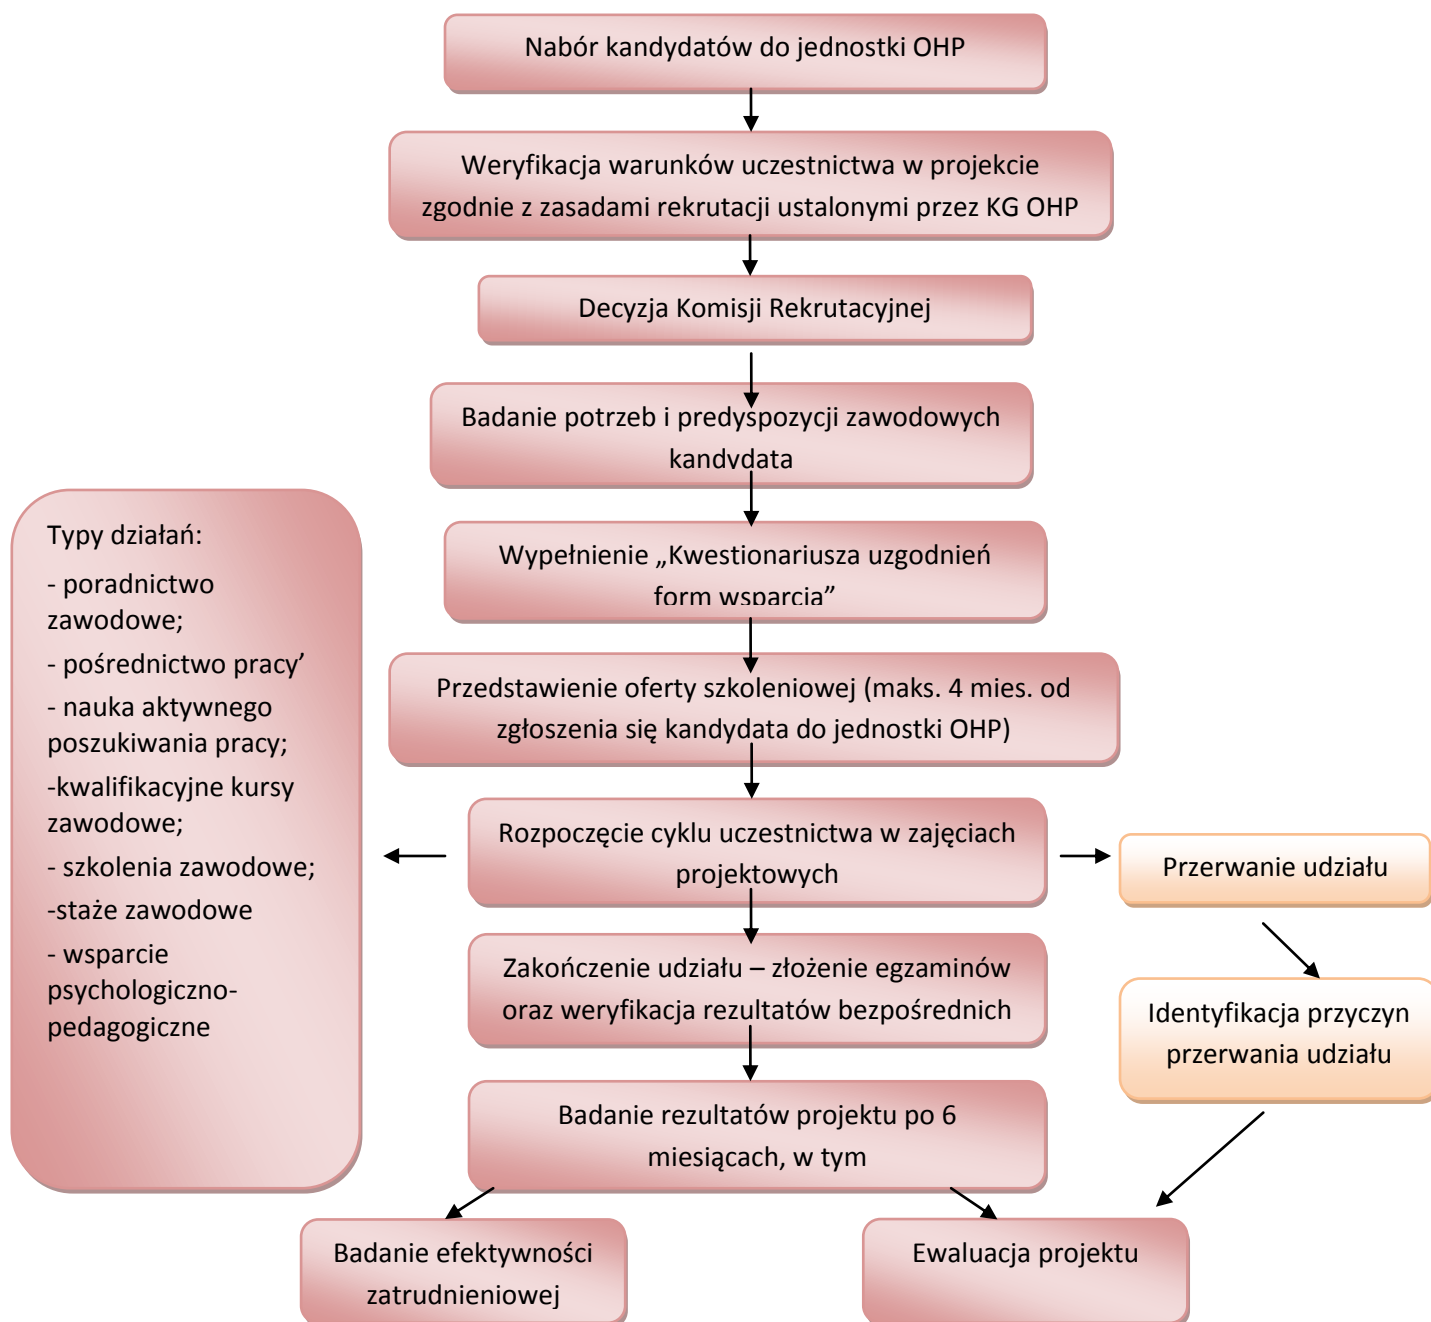 Nabór kandydatów do jednostki OHP
Weryfikacja warunków uczestnictwa w projekcie
zgodnie z zasadami rekrutacji ustalonymi przez KG OHP
Decyzja Komisji Rekrutacyjnej
Badanie potrzeb i predyspozycji zawodowych
kandydata
Wypełnienie „Kwestionariusza uzgodnień
form wsparcia”
Przedstawienie oferty szkoleniowej (maks. 4 mies. od
zgłoszenia się kandydata do jednostki OHP)
Typy działań:
- poradnictwo
zawodowe;
- pośrednictwo pracy’
- nauka aktywnego
poszukiwania pracy;
-kwalifikacyjne kursy
zawodowe;
- szkolenia zawodowe;
-staże zawodowe
- wsparcie
psychologiczno-
pedagogiczne
Rozpoczęcie cyklu uczestnictwa w zajęciach
projektowych
Przerwanie udziału
Zakończenie udziału – złożenie egzaminów
oraz weryfikacja rezultatów bezpośrednich
Identyfikacja przyczyn
przerwania udziału
Badanie rezultatów projektu po 6
miesiącach, w tym
Badanie efektywności
zatrudnieniowej
Ewaluacja projektu